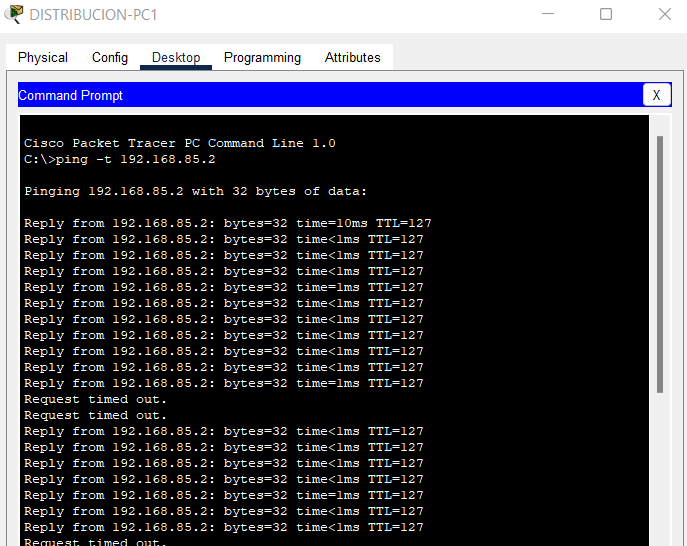 DISTRIBUCION-PC1
Physical Config Desktop Programming Attributes
Command Prompt X
Cisco Packet Tracer PC Command Line 1.0
C:\>ping -t 192.168.85.2
Pinging 192.168.85.2 with 32 bytes of data:
Reply from 192.168.85.2: bytes=32 time=10ms TTL=127
Reply from 192.168.85.2: bytes=32 time<1ms TTL=127
Reply from 192.168.85.2: bytes=32 time<1ms TTL=127
Reply from 192.168.85.2: bytes=32 time<1ms TTL=127
Reply from 192.168.85.2: bytes=32 time=1ms TTL=127
Reply from 192.168.85.2: bytes=32 time<1ms TTL=127
Reply from 192.168.85.2: bytes=32 time<1ms TTL=127
Reply from 192.168.85.2: bytes=32 time<1ms TTL=127
Reply from 192.168.85.2: bytes=32 time<1ms TTL=127
Reply from 192.168.85.2: bytes=32 time<1ms TTL=127
Reply from 192.168.85.2: bytes=32 time=1ms TTL=127
Request timed out.
Request timed out.
Reply from 192.168.85.2: bytes=32 time<1ms TTL=127
Reply from 192.168.85.2: bytes=32 time<1ms TTL=127
Reply from 192.168.85.2: bytes=32 time<1ms TTL=127
Reply from 192.168.85.2: bytes=32 time<1ms TTL=127
Reply from 192.168.85.2: bytes=32 time=1ms TTL=127
Reply from 192.168.85.2: bytes=32 time<1ms TTL=127
Reply from 192.168.85.2: bytes=32 time<1ms TTL=127
Request timed out.